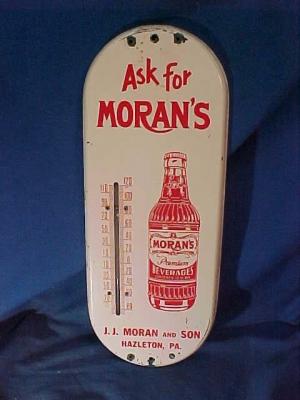 Ask for
MORAN'S
MORAN'S
Premium
BEVERAGES
J. J. MORAN AND SON
HAZLETON, PA.